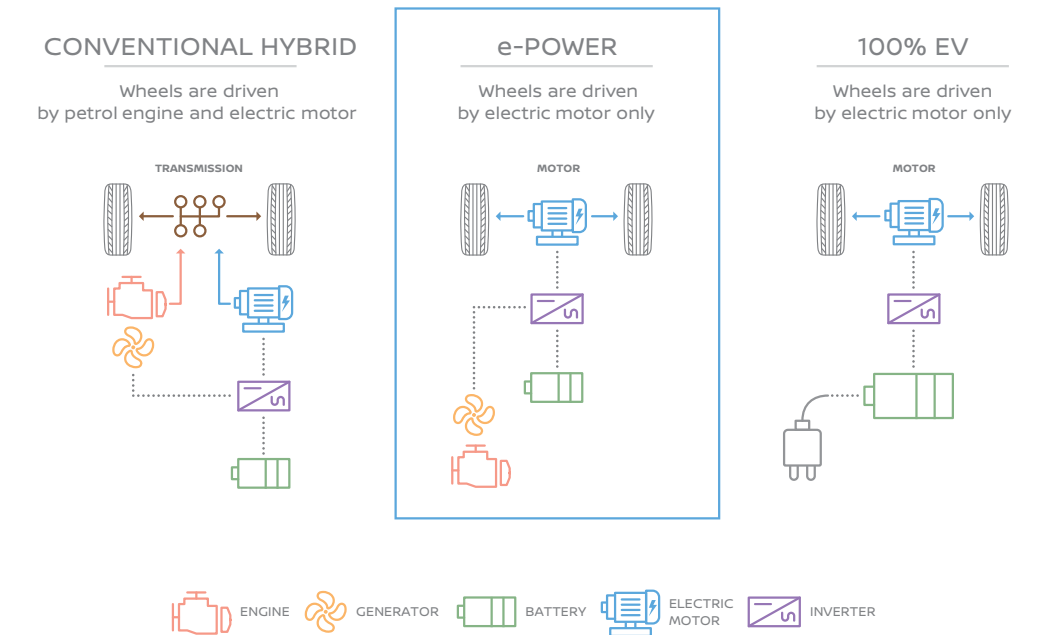 CONVENTIONAL HYBRID
Wheels are driven
by petrol engine and electric motor
TRANSMISSION
e-POWER
Wheels are driven
by electric motor only
MOTOR
100% EV
Wheels are driven
by electric motor only
MOTOR
ENGINE
GENERATOR
BATTERY
ELECTRIC
MOTOR
INVERTER